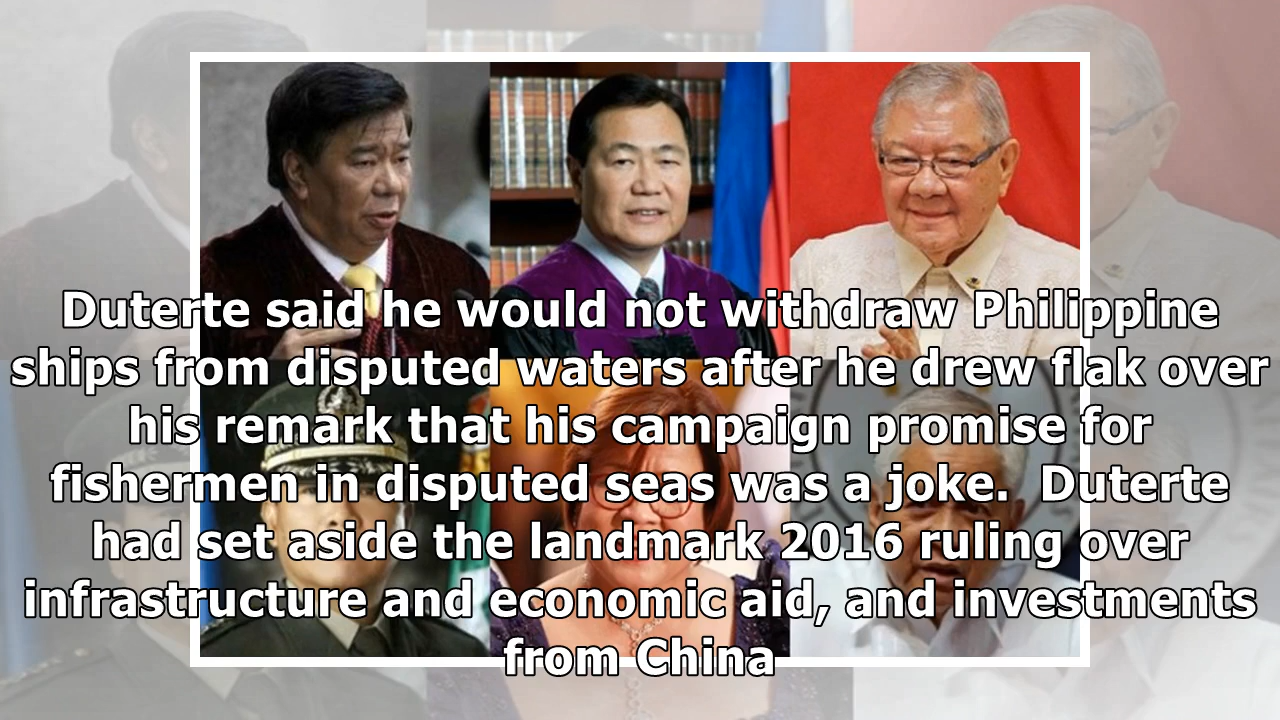 Duterte said he would not withdraw Philippine
ships from disputed waters after he drew flak over
his remark that his campaign promise for
fishermen in disputed seas was a joke.  Duterte
had set aside the landmark 2016 ruling over
infrastructure and economic aid, and investments
from China